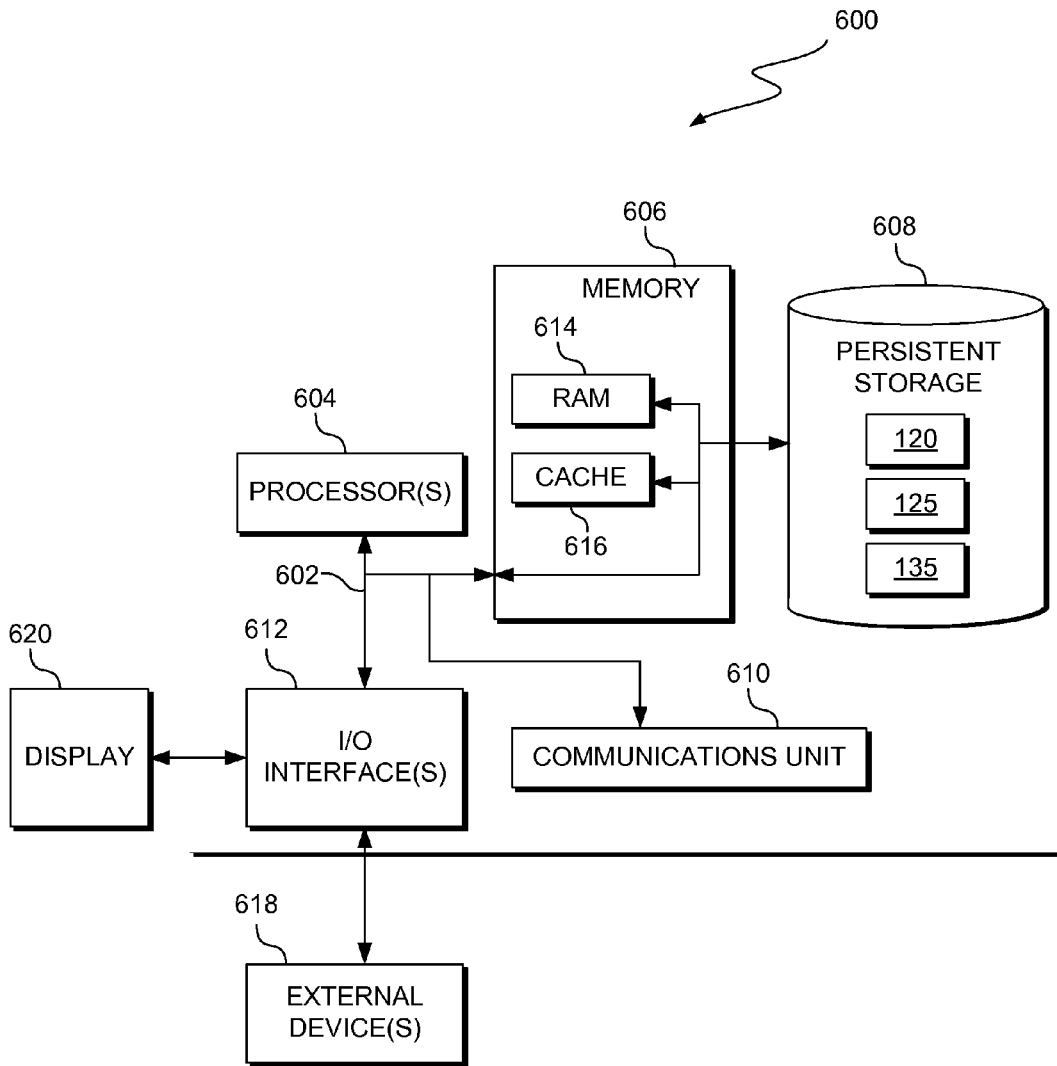 600
606
608
MEMORY
614
PERSISTENT
STORAGE
RAM
604
120
PROCESSOR(S)
CACHE
125
616
135
602
620
612
610
DISPLAY
I/O
INTERFACE(S)
COMMUNICATIONS UNIT
618
EXTERNAL
DEVICE(S)